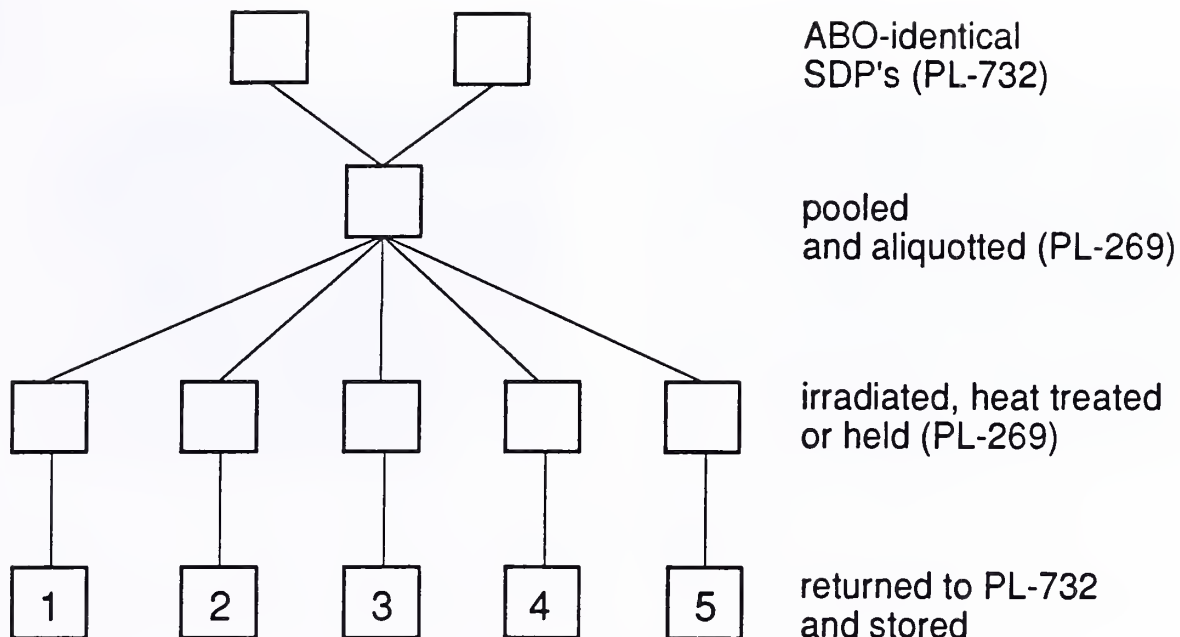 ABO-identical
SDP's (PL-732)
pooled
and aliquotted (PL-269)
irradiated, heat treated
or held (PL-269)
1 2 3 4 5
returned to PL-732
and stored